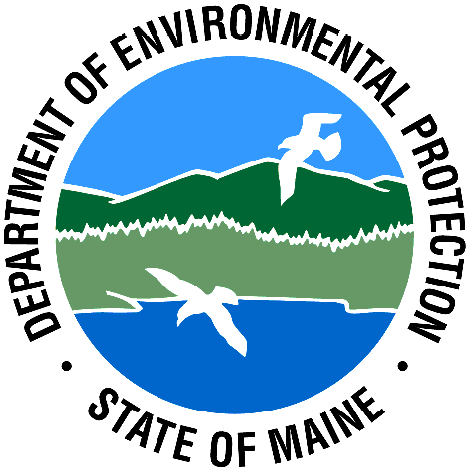 DEPARTMENT OF ENVIRONMENTAL PROTECTION
• STATE OF MAINE •